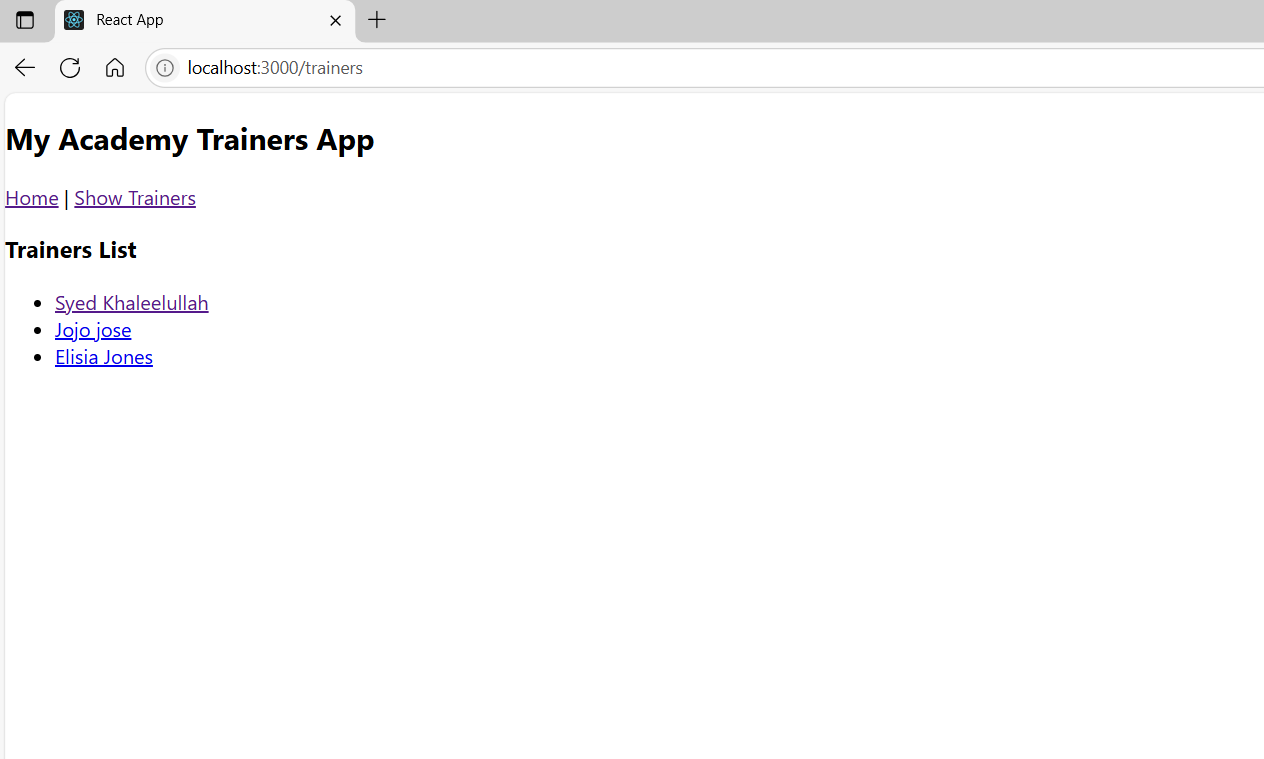 React App
localhost:3000/trainers
My Academy Trainers App
Home | Show Trainers
Trainers List
Syed Khaleelullah
Jojo jose
Elisia Jones